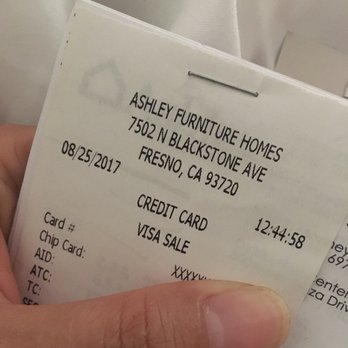 ASHLEY FURNITURE HOMES
7502 N BLACKSTONE AVE
FRESNO, CA 93720
08/25/2017 12:44:58
CREDIT CARD
VISA SALE
Card #
Chip Card:
AID:
ATC:
TC: